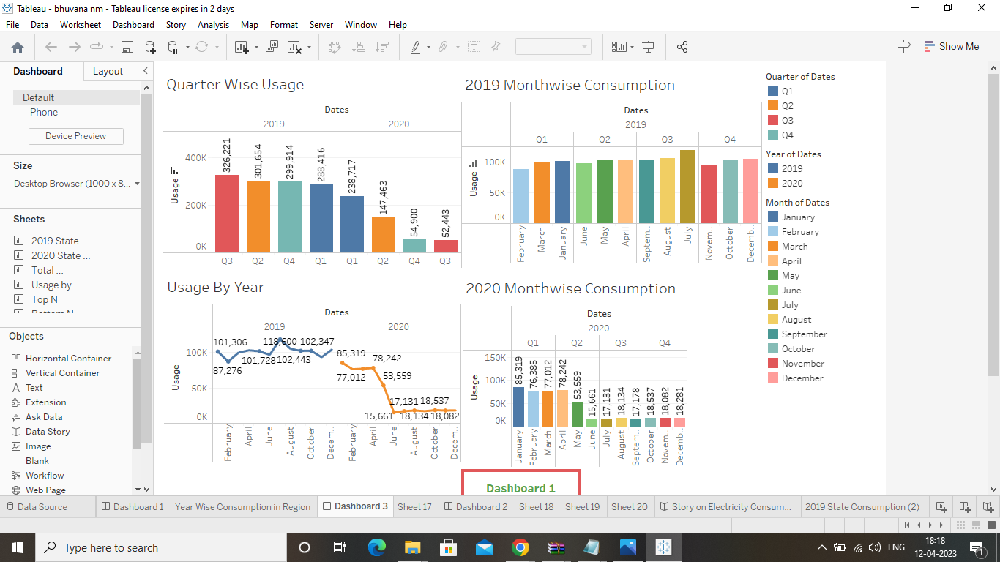 Tableau - bhuvana nm - Tableau license expires in 2 days
File Data Worksheet Dashboard Story Analysis Map Format Server Window Help
Show Me
Dashboard Layout
Default
Phone
Device Preview
Size
Desktop Browser (1000 x 8...
Sheets
2019 State ...
2020 State ...
Total ...
Usage by ...
Top N
Bottom N
Objects
Horizontal Container
Vertical Container
Text
Extension
Ask Data
Data Story
Image
Blank
Workflow
Web Page
Quarter Wise Usage
Dates
2019 2020
Usage
400K
200K
0K
326,221 301,654 299,914 288,416 238,717 147,463 54,900 52,443
Q3 Q2 Q4 Q1 Q1 Q2 Q4 Q3
2019 Monthwise Consumption
Dates
2019
Q1 Q2 Q3 Q4
Usage
100K
50K
0K
February March January June May April Septem.. August July Novem.. October Decemb..
Usage By Year
Dates
2019 2020
Usage
100K
50K
0K
101,306 118,600 102,347
87,276 101,728 102,443
85,319 78,242
77,012 53,559
17,131 18,537
15,661 18,134 18,082
February April June August October Decem.. February April June August October Decem..
2020 Monthwise Consumption
Dates
2020
Q1 Q2 Q3 Q4
Usage
150K
100K
50K
0K
85,319 76,385 77,012 78,242 53,559 15,661 17,131 18,134 17,178 18,537 18,082 18,281
January February March April May June July August Septem.. October Novem.. Decemb..
Dashboard 1
Quarter of Dates
Q1
Q2
Q3
Q4
Year of Dates
2019
2020
Month of Dates
January
February
March
April
May
June
July
August
September
October
November
December
Data Source Dashboard 1 Year Wise Consumption in Region Dashboard 3 Sheet 17 Dashboard 2 Sheet 18 Sheet 19 Sheet 20 Story on Electricity Consum... 2019 State Consumption (2)
Type here to search
ENG
18:18
12-04-2023
1